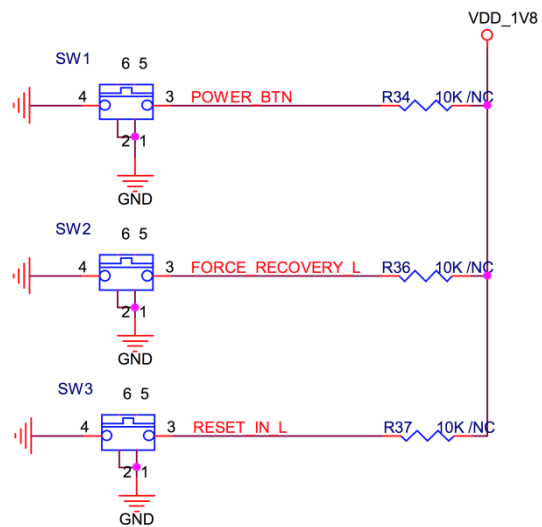 VDD_1V8
SW1
6 5
4
3
POWER_BTN
R34
10K /NC
2
1
GND
SW2
6 5
4
3
FORCE_RECOVERY_L
R36
10K /NC
2
1
GND
SW3
6 5
4
3
RESET_IN_L
R37
10K /NC
2
1
GND